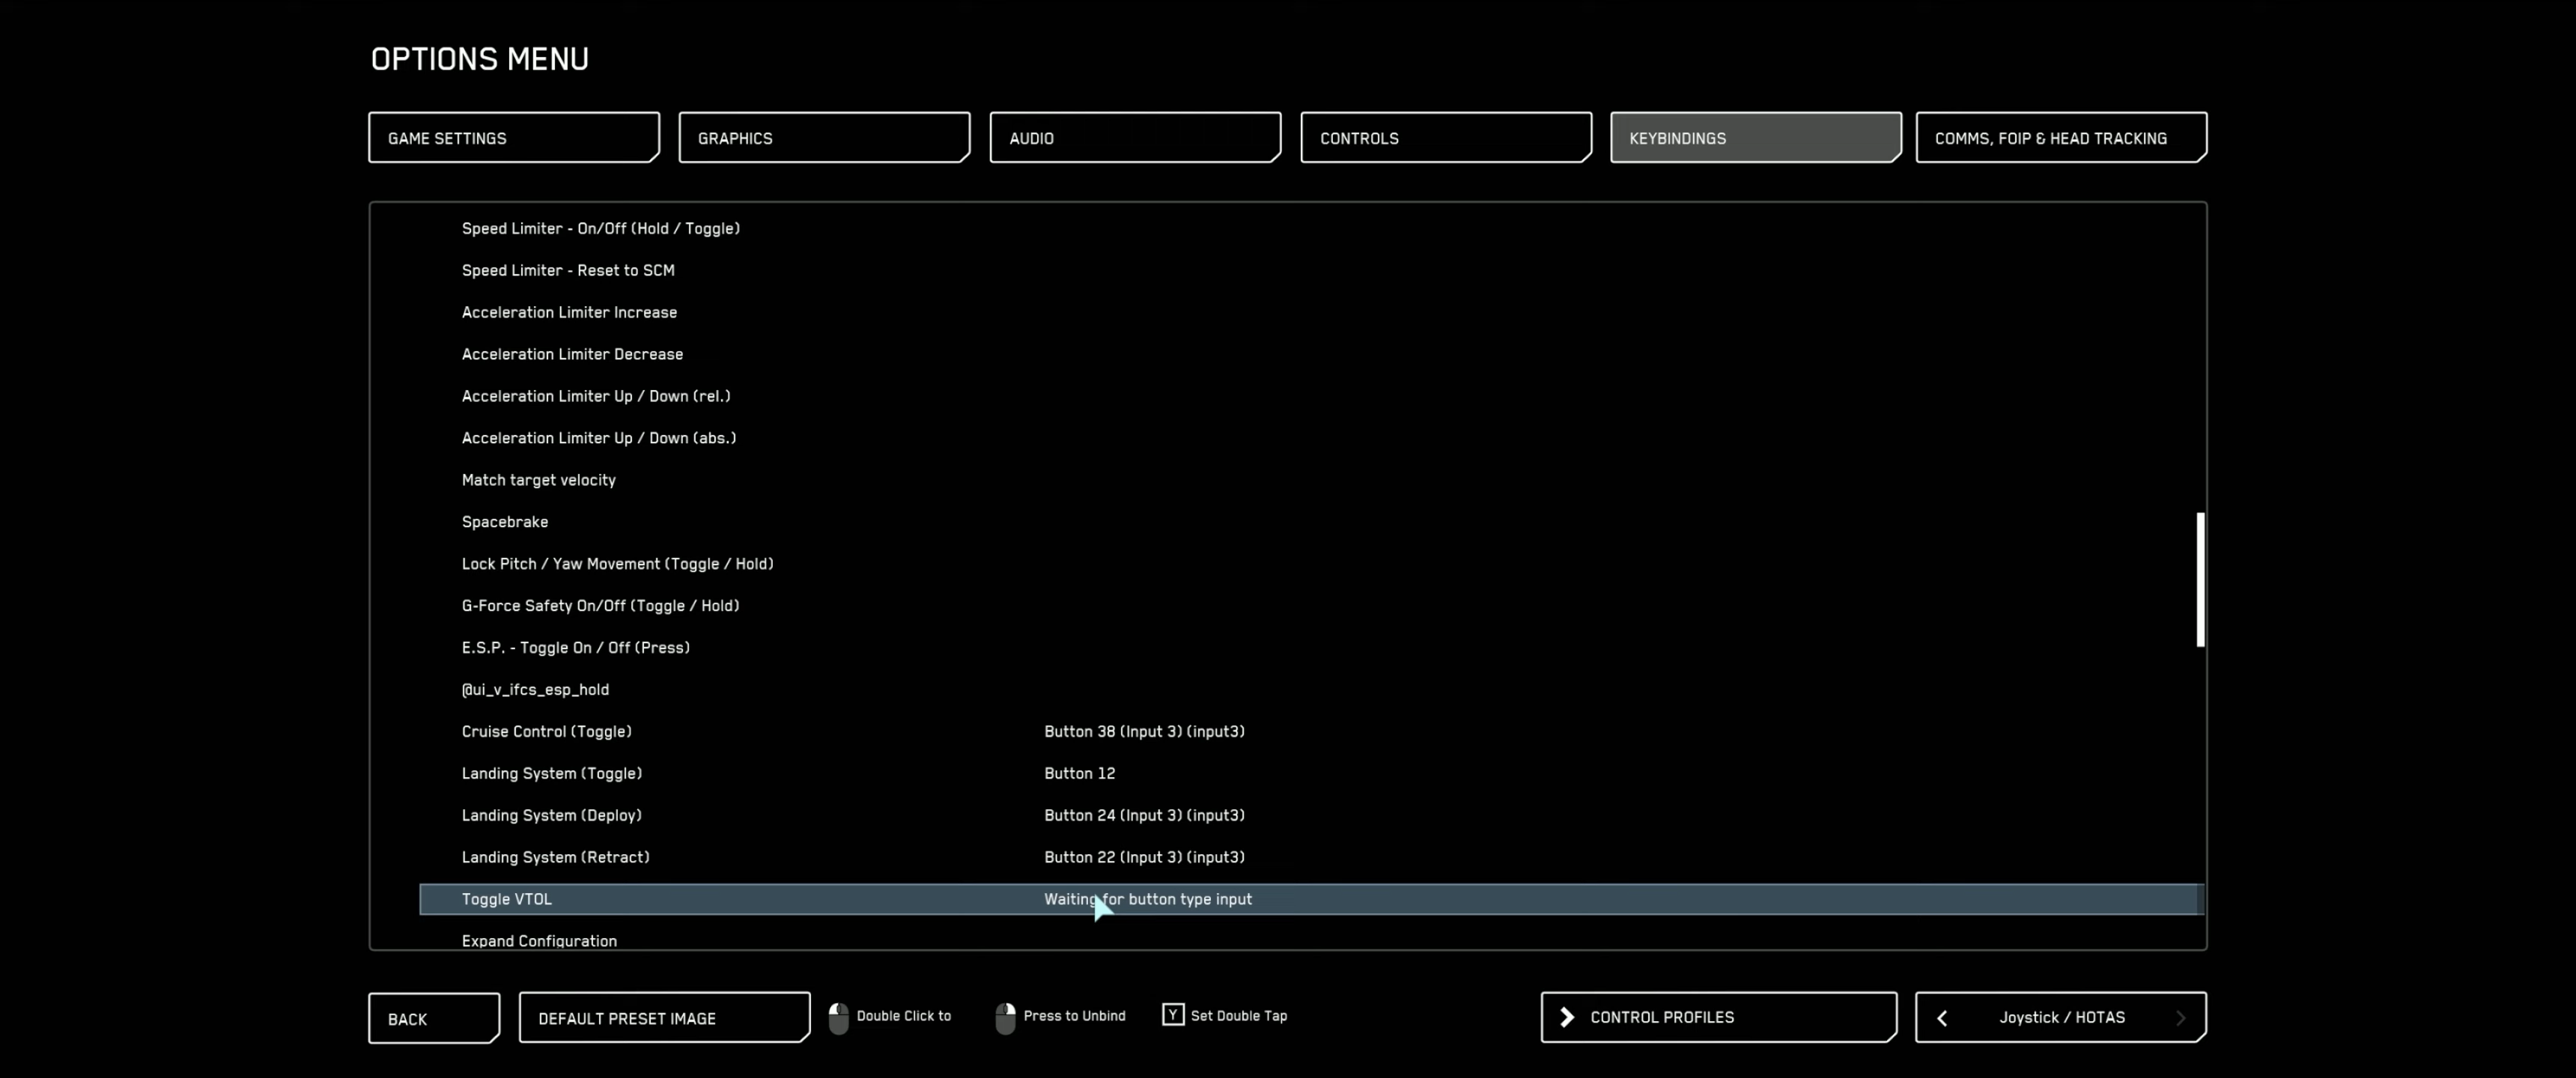 OPTIONS MENU
GAME SETTINGS
GRAPHICS
AUDIO
CONTROLS
KEYBINDINGS
COMMS, FOIP & HEAD TRACKING
Speed Limiter - On/Off (Hold / Toggle)
Speed Limiter - Reset to SCM
Acceleration Limiter Increase
Acceleration Limiter Decrease
Acceleration Limiter Up / Down (rel.)
Acceleration Limiter Up / Down (abs.)
Match target velocity
Spacebrake
Lock Pitch / Yaw Movement (Toggle / Hold)
G-Force Safety On/Off (Toggle / Hold)
E.S.P. - Toggle On / Off (Press)
@ui_v_ifcs_esp_hold
Cruise Control (Toggle) Button 38 (Input 3) (input3)
Landing System (Toggle) Button 12
Landing System (Deploy) Button 24 (Input 3) (input3)
Landing System (Retract) Button 22 (Input 3) (input3)
Toggle VTOL Waiting for button type input
Expand Configuration
BACK
DEFAULT PRESET IMAGE
Double Click to
Press to Unbind
Y Set Double Tap
CONTROL PROFILES
Joystick / HOTAS